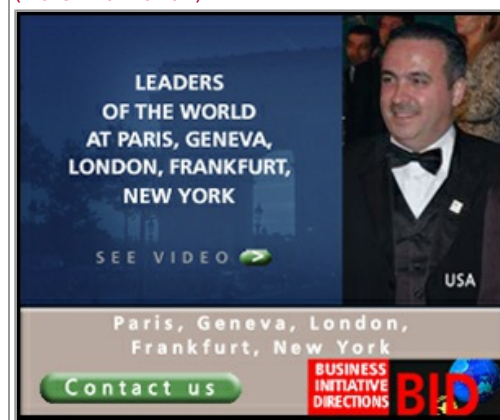 LEADERS
OF THE WORLD
AT PARIS, GENEVA,
LONDON, FRANKFURT,
NEW YORK
SEE VIDEO
USA
Paris, Geneva, London,
Frankfurt, New York
Contact us
BUSINESS
INITIATIVE
DIRECTIONS
BID